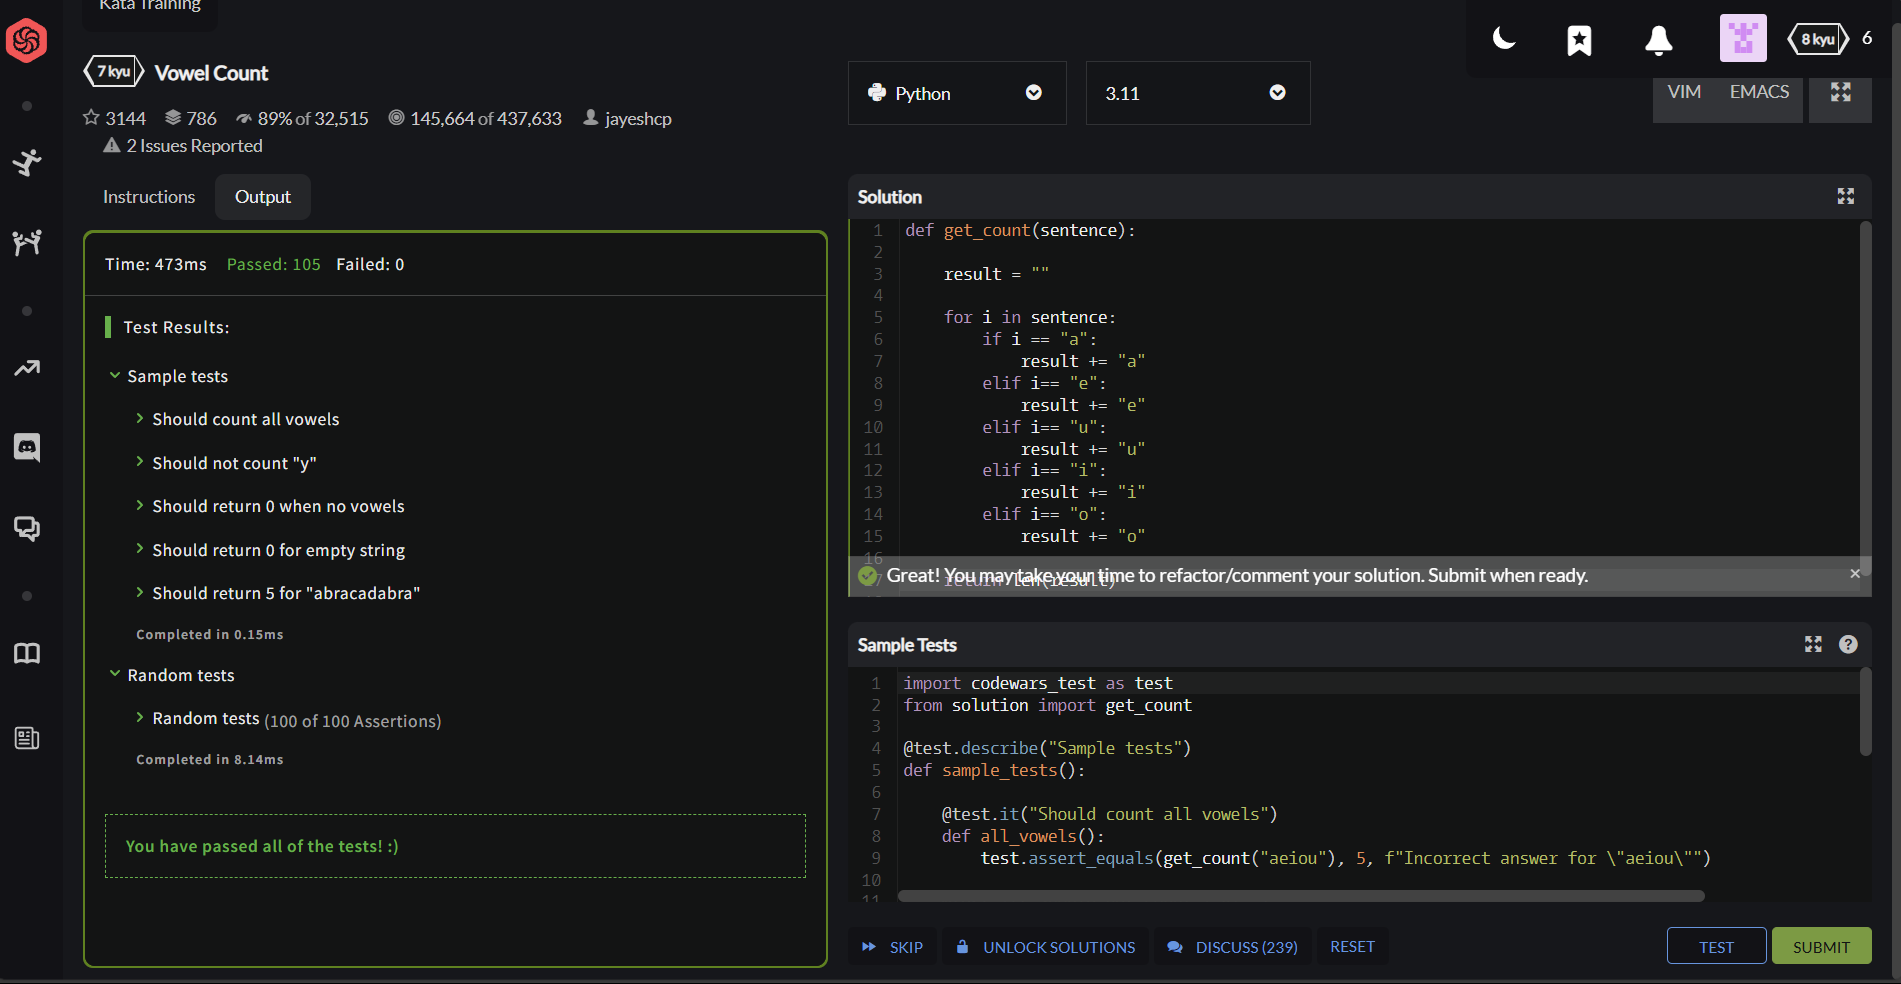 Kata Training
7 kyu Vowel Count
3144 786 89% of 32,515 145,664 of 437,633 jayeshcp
2 Issues Reported
Instructions Output
Time: 473ms Passed: 105 Failed: 0
Test Results:
Sample tests
Should count all vowels
Should not count "y"
Should return 0 when no vowels
Should return 0 for empty string
Should return 5 for "abracadabra"
Completed in 0.15ms
Random tests
Random tests (100 of 100 Assertions)
Completed in 8.14ms
You have passed all of the tests! :)
8 kyu 6
Python 3.11
VIM EMACS
Solution
1 def get_count(sentence):
2
3     result = ""
4
5     for i in sentence:
6         if i == "a":
7             result += "a"
8         elif i== "e":
9             result += "e"
10         elif i== "u":
11             result += "u"
12         elif i== "i":
13             result += "i"
14         elif i== "o":
15             result += "o"
16
17     return len(result)
Great! You may take your time to refactor/comment your solution. Submit when ready. ×
Sample Tests ?
1 import codewars_test as test
2 from solution import get_count
3
4 @test.describe("Sample tests")
5 def sample_tests():
6
7     @test.it("Should count all vowels")
8     def all_vowels():
9         test.assert_equals(get_count("aeiou"), 5, f"Incorrect answer for \"aeiou\"")
10
11
SKIP UNLOCK SOLUTIONS DISCUSS (239) RESET TEST SUBMIT